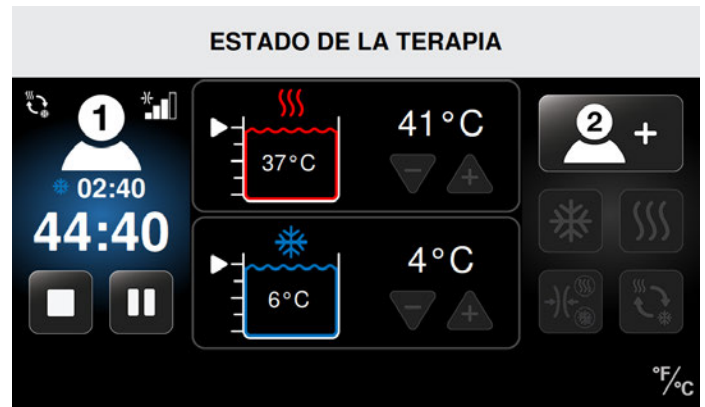 ESTADO DE LA TERAPIA
1
02:40
44:40
41°C
37°C
4°C
6°C
2 +
°F/°C